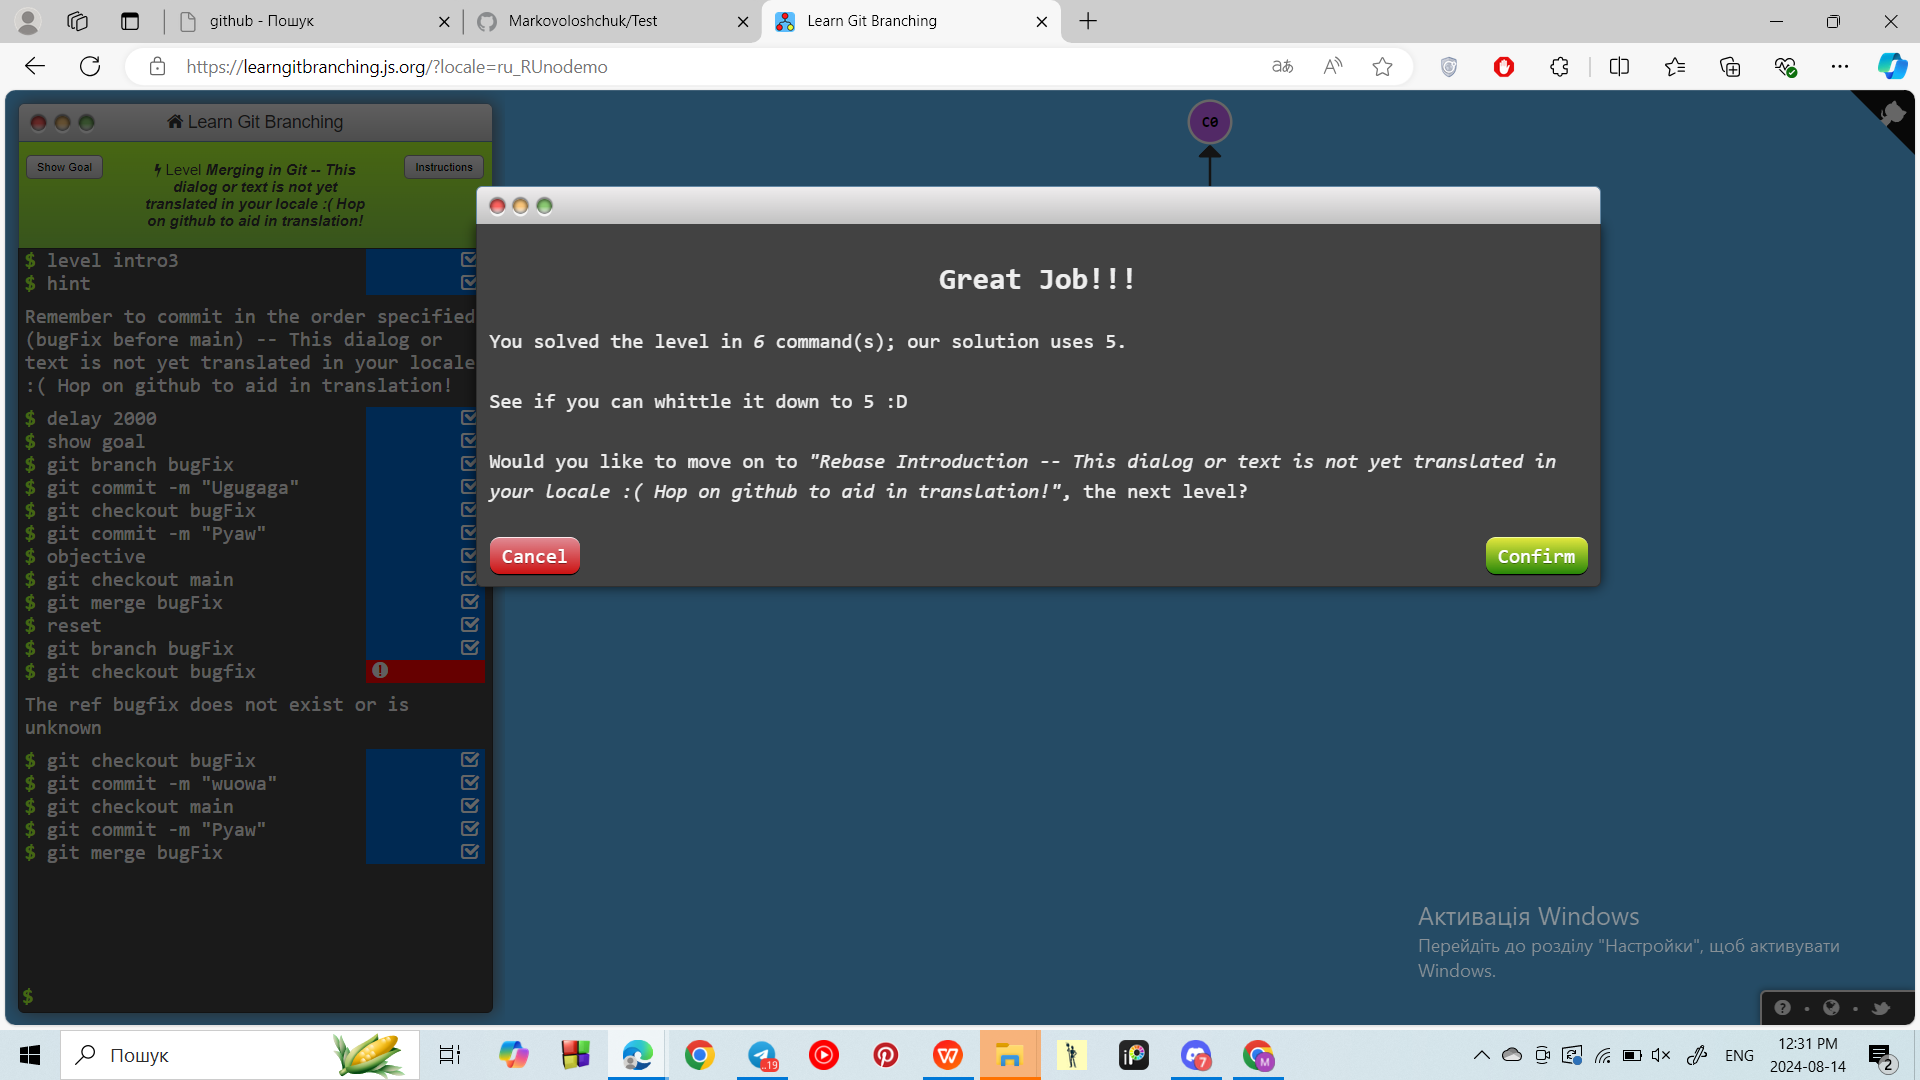 github - Пошук
Markovoloshchuk/Test
Learn Git Branching
https://learngitbranching.js.org/?locale=ru_RUnodemo
Learn Git Branching
Show Goal
Level Merging in Git -- This
dialog or text is not yet
translated in your locale :( Hop
on github to aid in translation!
Instructions
C0
$ level intro3
$ hint
Remember to commit in the order specified
(bugFix before main) -- This dialog or
text is not yet translated in your locale
:( Hop on github to aid in translation!
$ delay 2000
$ show goal
$ git branch bugFix
$ git commit -m "Ugugaga"
$ git checkout bugFix
$ git commit -m "Pyaw"
$ objective
$ git checkout main
$ git merge bugFix
$ reset
$ git branch bugFix
$ git checkout bugfix
The ref bugfix does not exist or is
unknown
$ git checkout bugFix
$ git commit -m "wuowa"
$ git checkout main
$ git commit -m "Pyaw"
$ git merge bugFix
$
Great Job!!!
You solved the level in 6 command(s); our solution uses 5.
See if you can whittle it down to 5 :D
Would you like to move on to "Rebase Introduction -- This dialog or text is not yet translated in
your locale :( Hop on github to aid in translation!", the next level?
Cancel
Confirm
Активація Windows
Перейдіть до розділу "Настройки", щоб активувати
Windows.
Пошук
..19
7
M
ENG
12:31 PM
2024-08-14
2